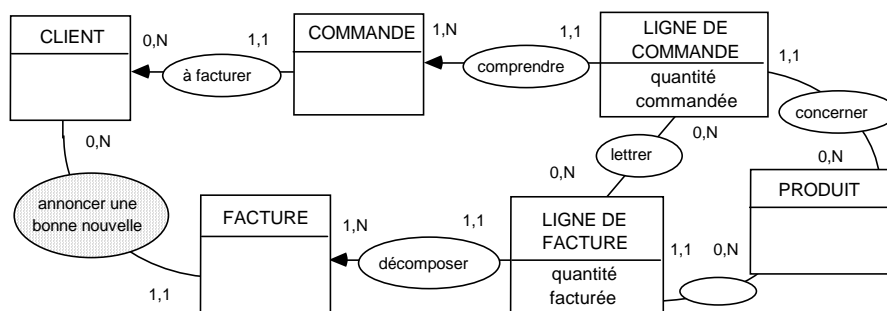 CLIENT
0,N
à facturer
1,1
COMMANDE
1,N
comprendre
1,1
LIGNE DE
COMMANDE
quantité
commandée
1,1
concerner
0,N
PRODUIT
0,N
lettrer
0,N
0,N
annoncer une
bonne nouvelle
1,1
FACTURE
1,N
décomposer
1,1
LIGNE DE
FACTURE
quantité
facturée
1,1
0,N